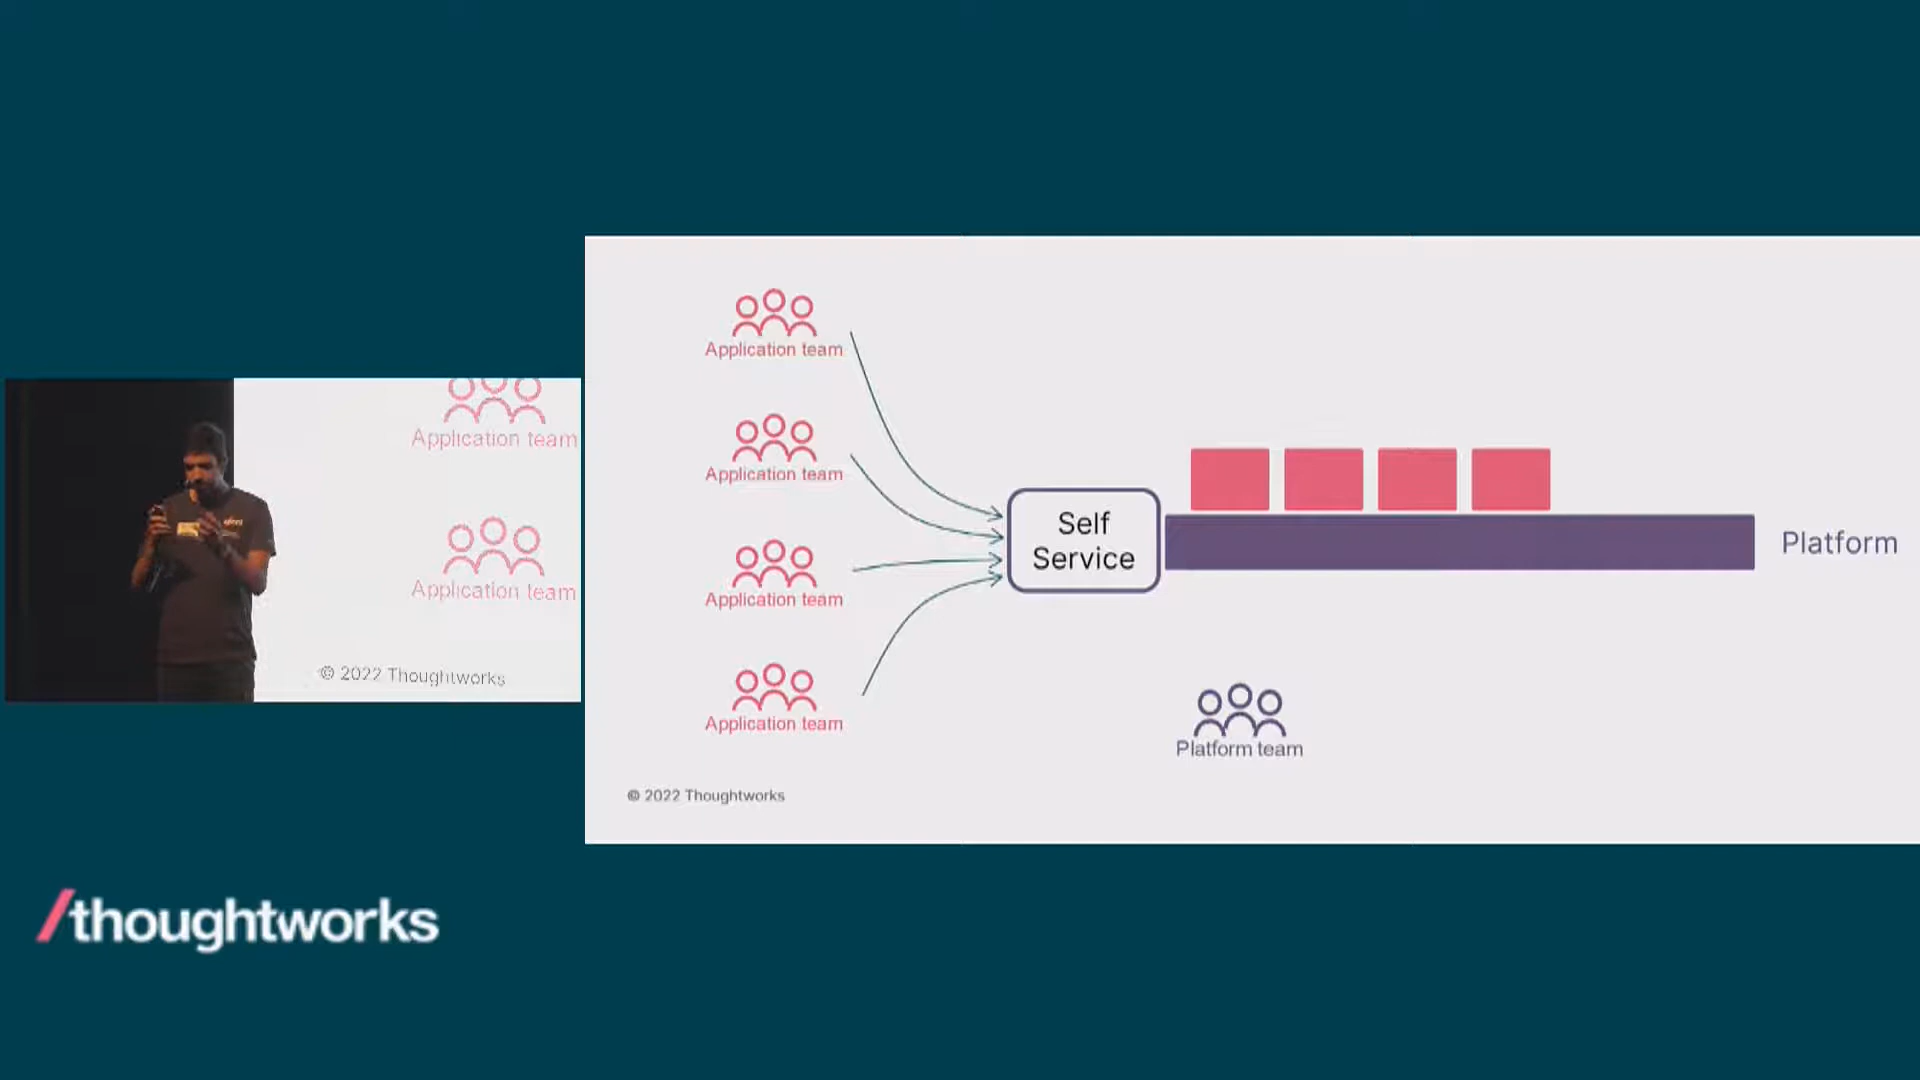 Application team
Application team
© 2022 Thoughtworks
Application team
Application team
Application team
Application team
Self
Service
Platform
Platform team
© 2022 Thoughtworks
/thoughtworks